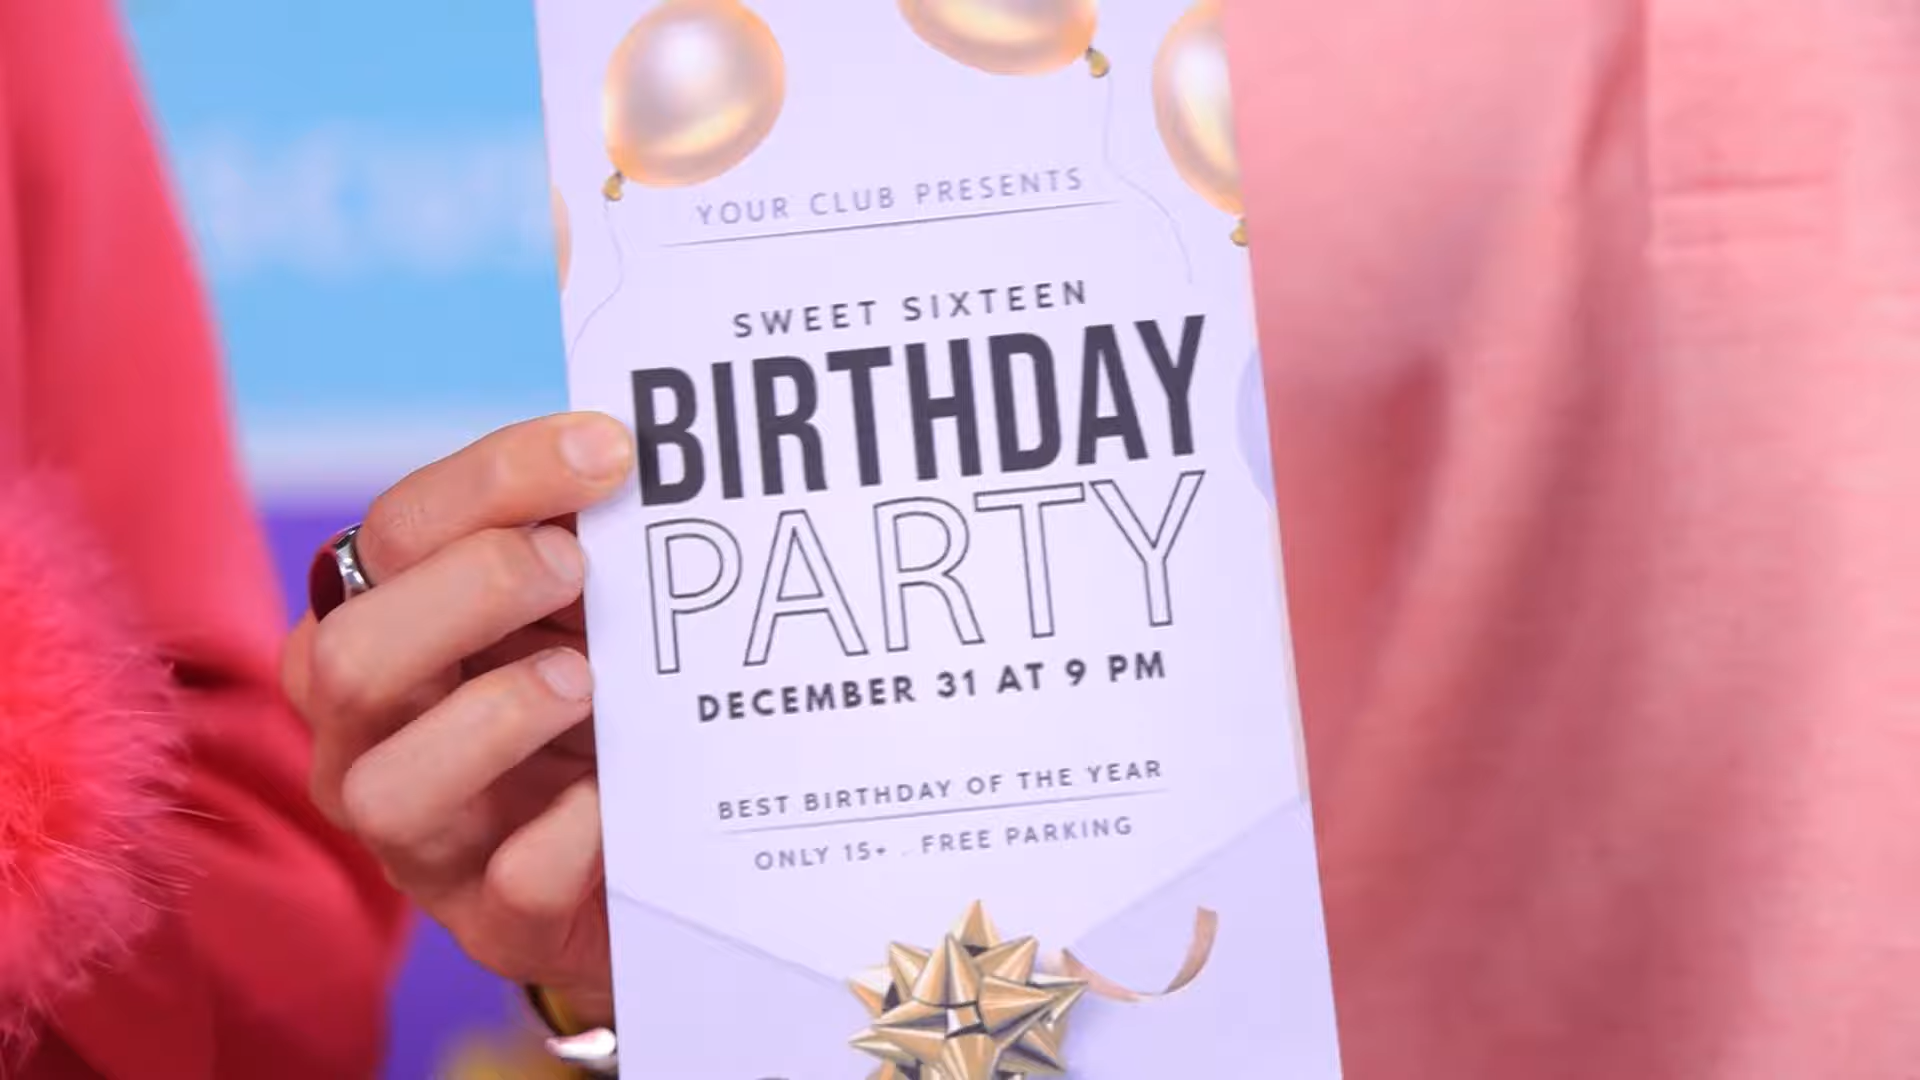 YOUR CLUB PRESENTS
SWEET SIXTEEN
BIRTHDAY
PARTY
DECEMBER 31 AT 9 PM
BEST BIRTHDAY OF THE YEAR
ONLY 15+ . FREE PARKING